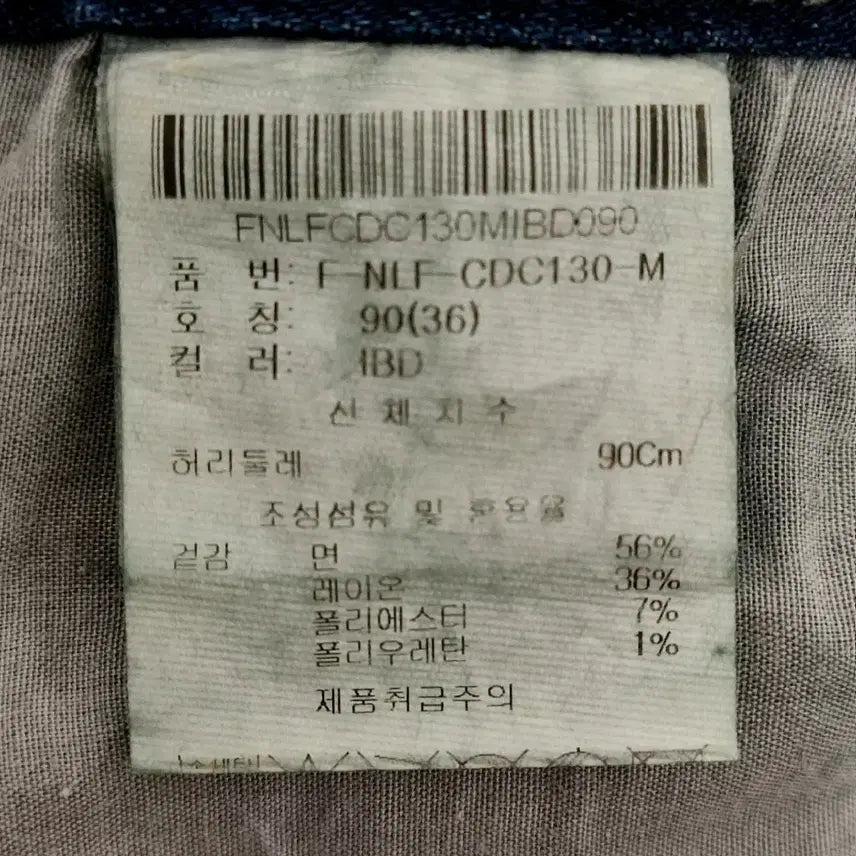 FNLFCDC130MIBD090
품 번: F-NLF-CDC130-M
호 칭: 90(36)
컬 러: IBD
신 체 지 수
허리둘레 90Cm
조성섬유 및 혼용율
겉감 면 56%
레이온 36%
폴리에스터 7%
폴리우레탄 1%
제품취급주의